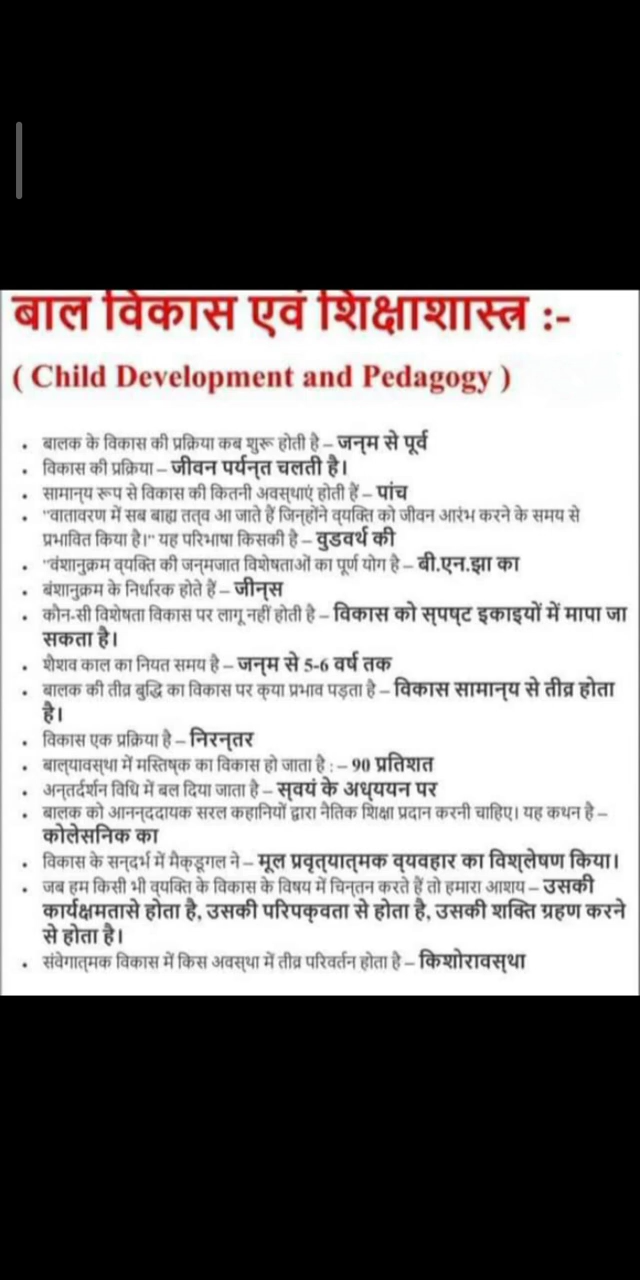 बाल विकास एवं शिक्षाशास्त्र :-
( Child Development and Pedagogy )
• बालक के विकास की प्रक्रिया कब शुरू होती है – जन्‌म से पूर्व
• विकास की प्रक्रिया – जीवन पर्यन्‌त चलती है।
• सामान्‌य रूप से विकास की कितनी अवस्‌थाएं होती हैं – पांच
• "वातावरण में सब बाह्य तत्‌व आ जाते हैं जिन्‌होंने व्‌यक्‌ति को जीवन आरंभ करने के समय से
प्रभावित किया है।" यह परिभाषा किसकी है – वुडवर्थ की
• "वंशानुक्रम व्‌यक्‌ति की जन्‌मजात विशेषताओं का पूर्ण योग है – बी.एन.झा का
• बंशानुक्रम के निर्धारक होते हैं – जीन्‌स
• कौन-सी विशेषता विकास पर लागू नहीं होती है – विकास को स्‌पष्‌ट इकाइयों में मापा जा
सकता है।
• शैशव काल का नियत समय है – जन्‌म से 5-6 वर्ष तक
• बालक की तीव्र बुद्धि का विकास पर क्‌या प्रभाव पड़ता है – विकास सामान्‌य से तीव्र होता
है।
• विकास एक प्रक्रिया है – निरन्‌तर
• बाल्‌यावस्‌था में मस्‌तिष्‌क का विकास हो जाता है : – 90 प्रतिशत
• अन्‌तर्दर्शन विधि में बल दिया जाता है – स्‌वयं के अध्‌ययन पर
• बालक को आनन्‌ददायक सरल कहानियों द्वारा नैतिक शिक्षा प्रदान करनी चाहिए। यह कथन है –
कोलेसनिक का
• विकास के सन्‌दर्भ में मैक्‌डूगल ने – मूल प्रवृत्‌यात्‌मक व्‌यवहार का विश्‌लेषण किया।
• जब हम किसी भी व्‌यक्‌ति के विकास के विषय में चिन्‌तन करते हैं तो हमारा आशय – उसकी
कार्यक्षमतासे होता है, उसकी परिपक्‌वता से होता है, उसकी शक्‌ति ग्रहण करने
से होता है।
• संवेगात्‌मक विकास में किस अवस्‌था में तीव्र परिवर्तन होता है – किशोरावस्‌था